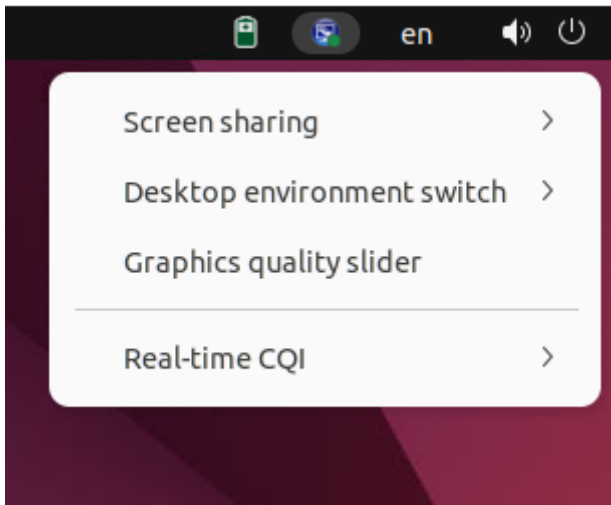 en
Screen sharing
Desktop environment switch
Graphics quality slider
Real-time CQI